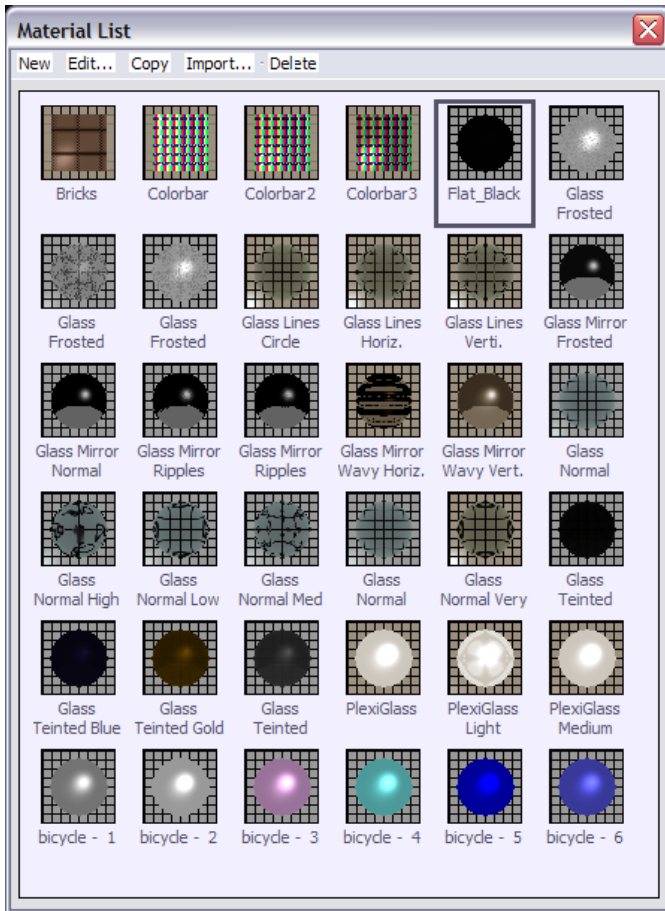 Material List
New Edit... Copy Import... Delete
Bricks Colorbar Colorbar2 Colorbar3 Flat_Black Glass
Frosted
Glass Glass Glass Lines Glass Lines Glass Lines Glass Mirror
Frosted Frosted Circle Horiz. Verti. Frosted
Glass Mirror Glass Mirror Glass Mirror Glass Mirror Glass Mirror Glass
Normal Ripples Ripples Wavy Horiz. Wavy Vert. Normal
Glass Glass Glass Glass Glass Glass
Normal High Normal Low Normal Med Normal Normal Very Teinted
Glass Glass Glass PlexiGlass PlexiGlass PlexiGlass
Teinted Blue Teinted Gold Teinted Light Medium
bicycle - 1 bicycle - 2 bicycle - 3 bicycle - 4 bicycle - 5 bicycle - 6